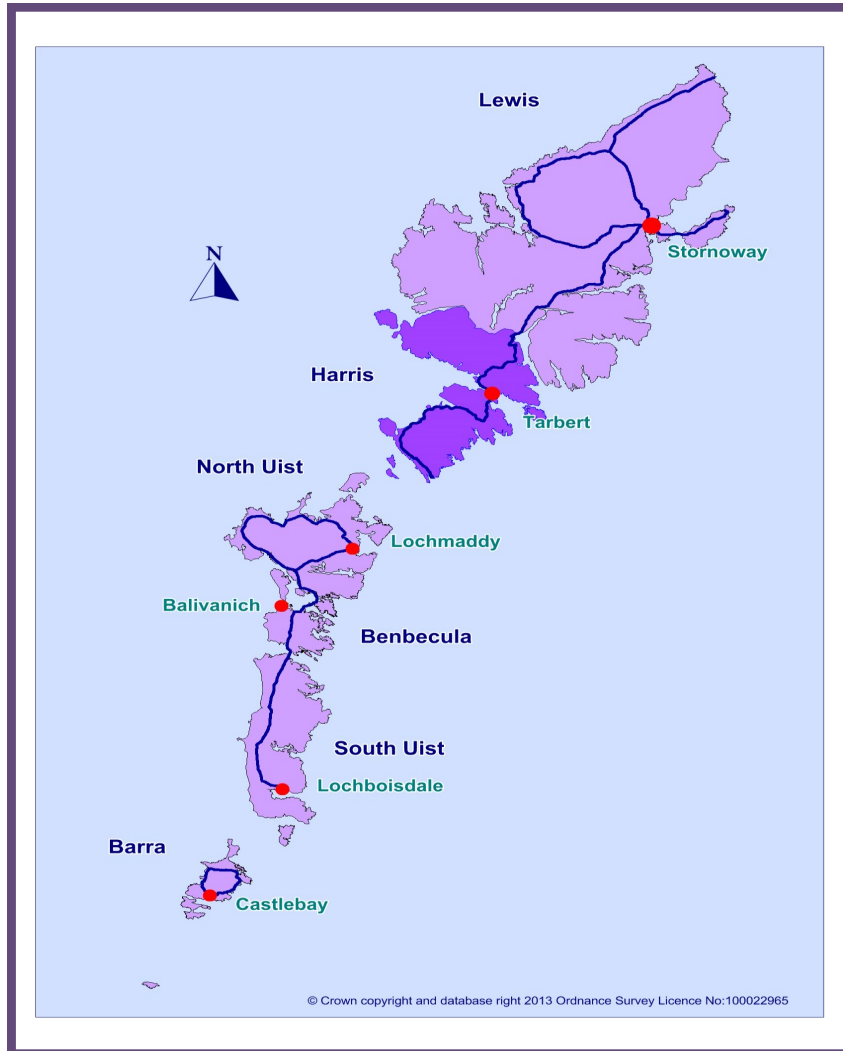 Lewis
Stornoway
N
Harris
Tarbert
North Uist
Lochmaddy
Balivanich
Benbecula
South Uist
Lochboisdale
Barra
Castlebay
© Crown copyright and database right 2013 Ordnance Survey Licence No:100022965